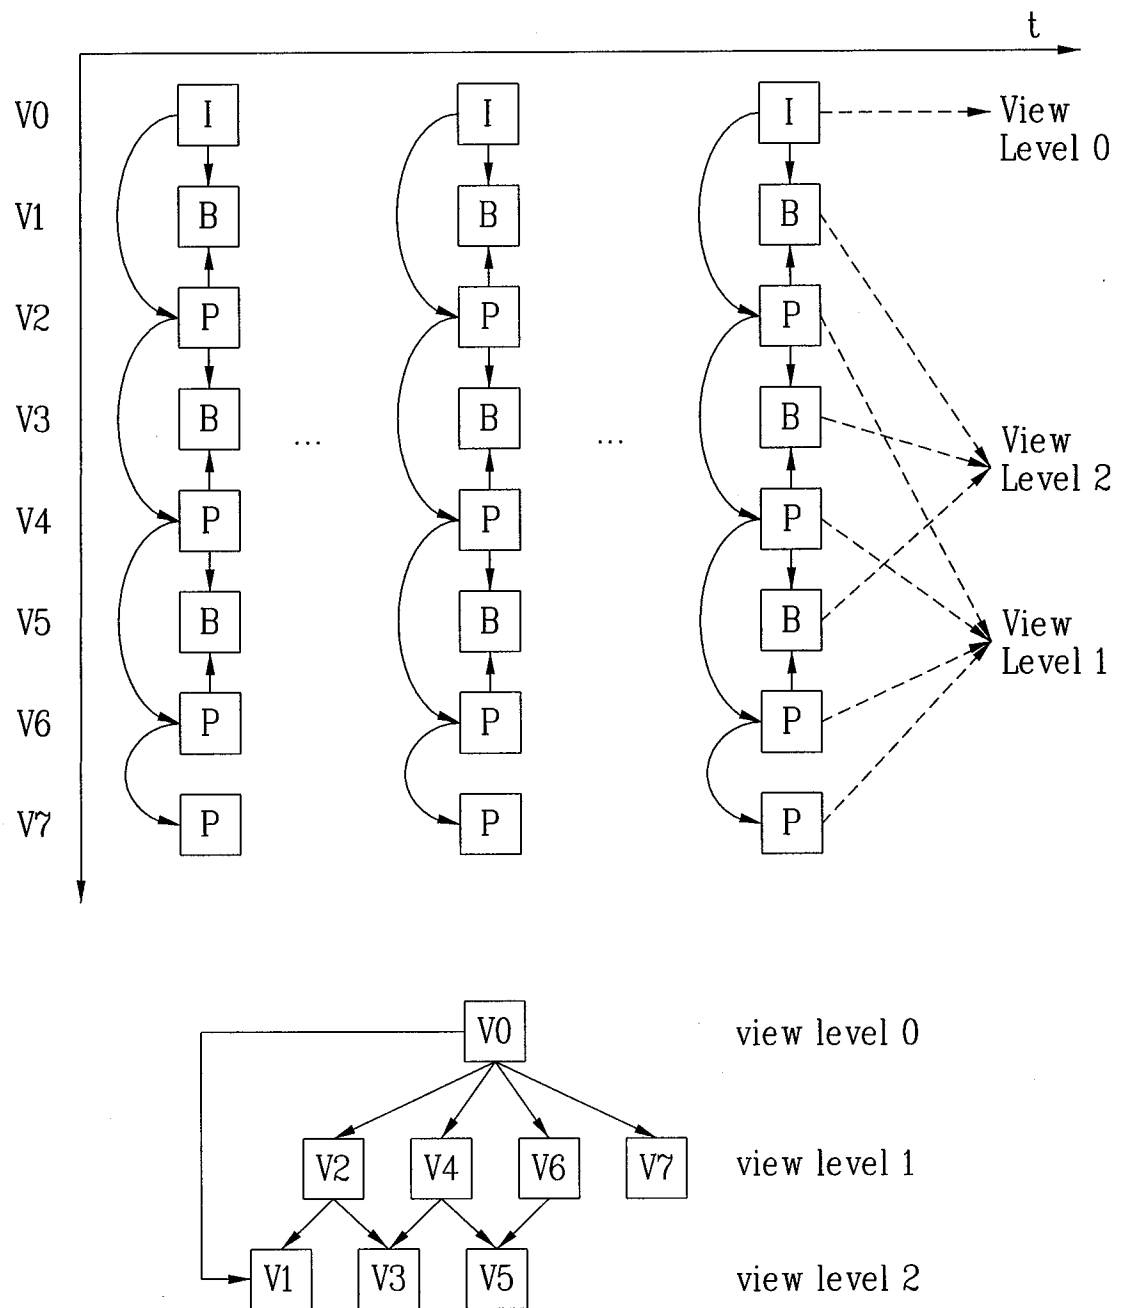 t
V0 I I I View
Level 0
V1 B B B
V2 P P P
V3 B B B
... ...
View
Level 2
V4 P P P
V5 B B B
View
Level 1
V6 P P P
V7 P P P
V0 view level 0
V2 V4 V6 V7 view level 1
V1 V3 V5 view level 2